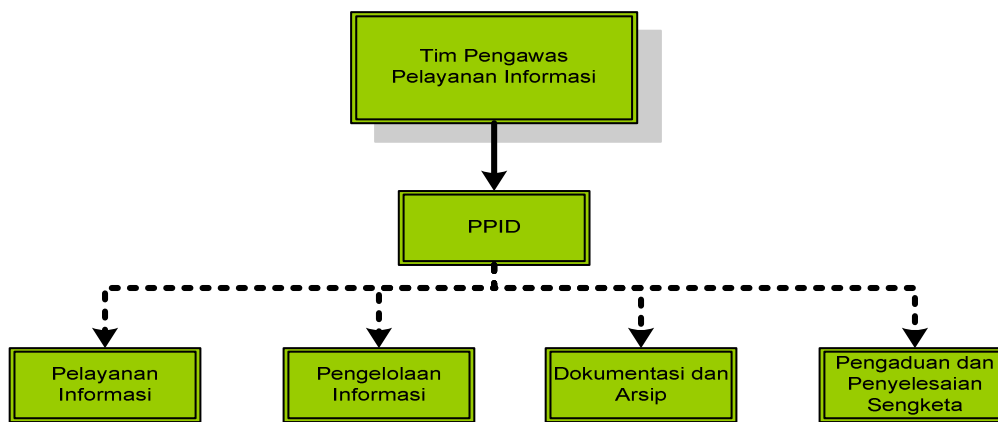 Tim Pengawas
Pelayanan Informasi
PPID
Pelayanan
Informasi
Pengelolaan
Informasi
Dokumentasi dan
Arsip
Pengaduan dan
Penyelesaian
Sengketa